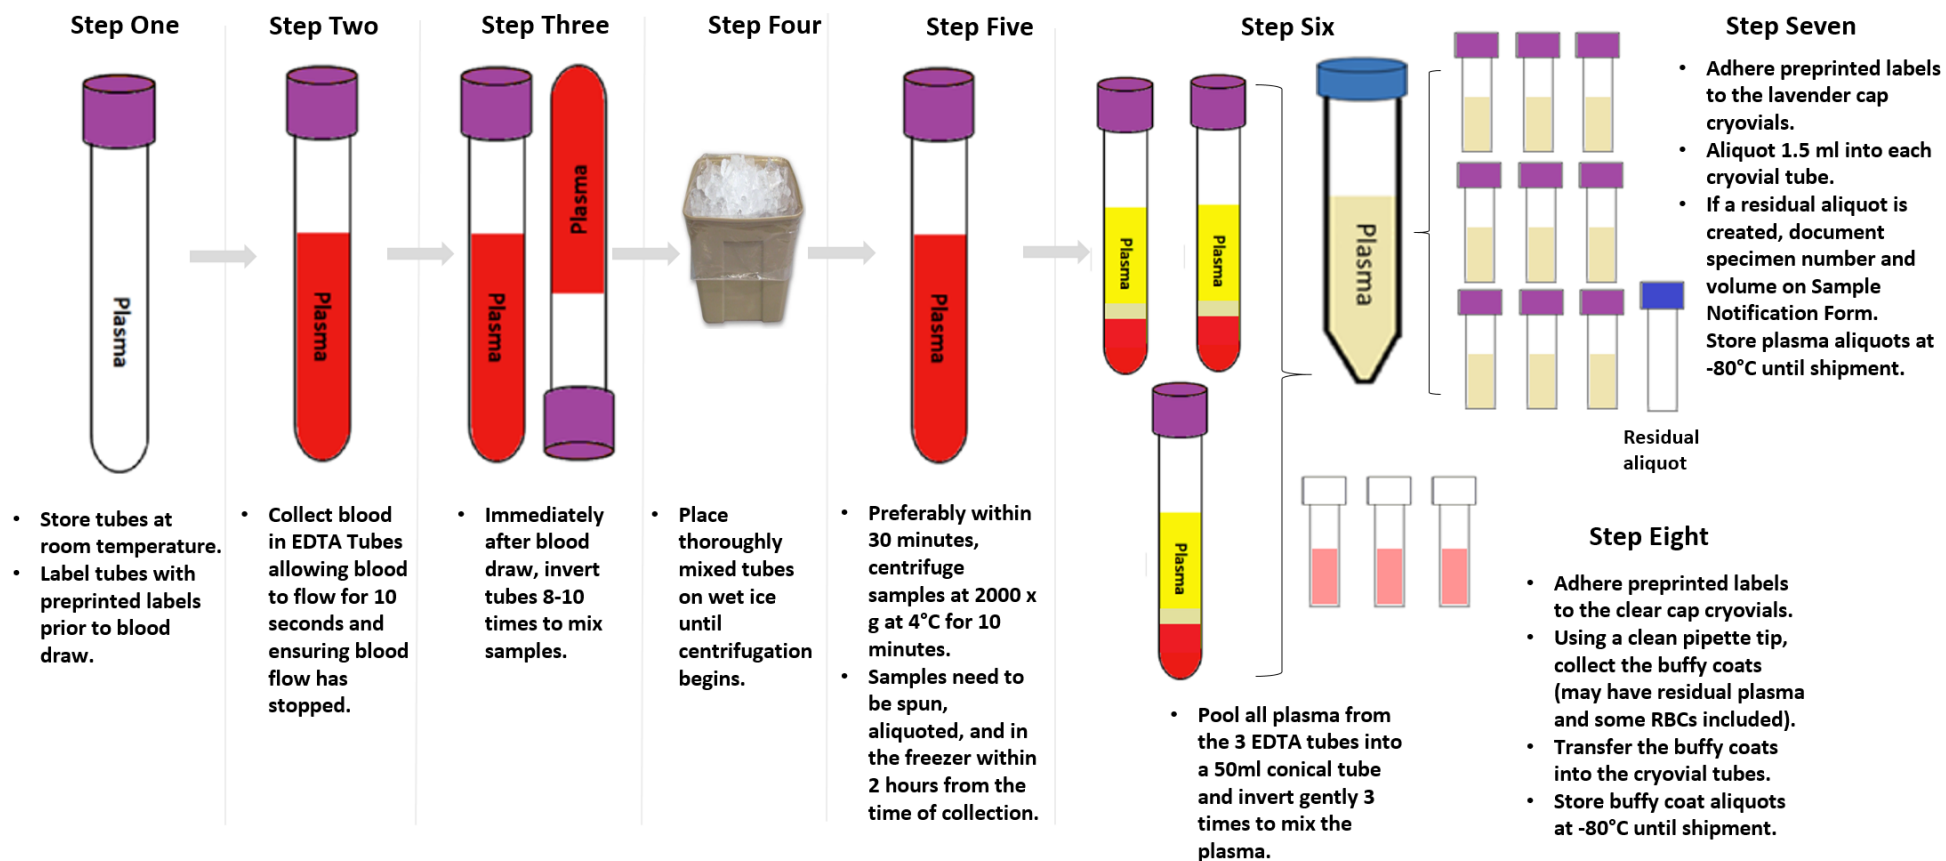 Step One
Plasma
• Store tubes at
room temperature.
• Label tubes with
preprinted labels
prior to blood
draw.
Step Two
Plasma
• Collect blood
in EDTA Tubes
allowing blood
to flow for 10
seconds and
ensuring blood
flow has
stopped.
Step Three
Plasma
Plasma
• Immediately
after blood
draw, invert
tubes 8-10
times to mix
samples.
Step Four
• Place
thoroughly
mixed tubes
on wet ice
until
centrifugation
begins.
Step Five
Plasma
• Preferably within
30 minutes,
centrifuge
samples at 2000 x
g at 4°C for 10
minutes.
• Samples need to
be spun,
aliquoted, and in
the freezer within
2 hours from the
time of collection.
Step Six
Plasma
Plasma
Plasma
Plasma
• Pool all plasma from
the 3 EDTA tubes into
a 50ml conical tube
and invert gently 3
times to mix the
plasma.
Step Seven
• Adhere preprinted labels
to the lavender cap
cryovials.
• Aliquot 1.5 ml into each
cryovial tube.
• If a residual aliquot is
created, document
specimen number and
volume on Sample
Notification Form.
Store plasma aliquots at
-80°C until shipment.
Residual
aliquot
Step Eight
• Adhere preprinted labels
to the clear cap cryovials.
• Using a clean pipette tip,
collect the buffy coats
(may have residual plasma
and some RBCs included).
• Transfer the buffy coats
into the cryovial tubes.
• Store buffy coat aliquots
at -80°C until shipment.